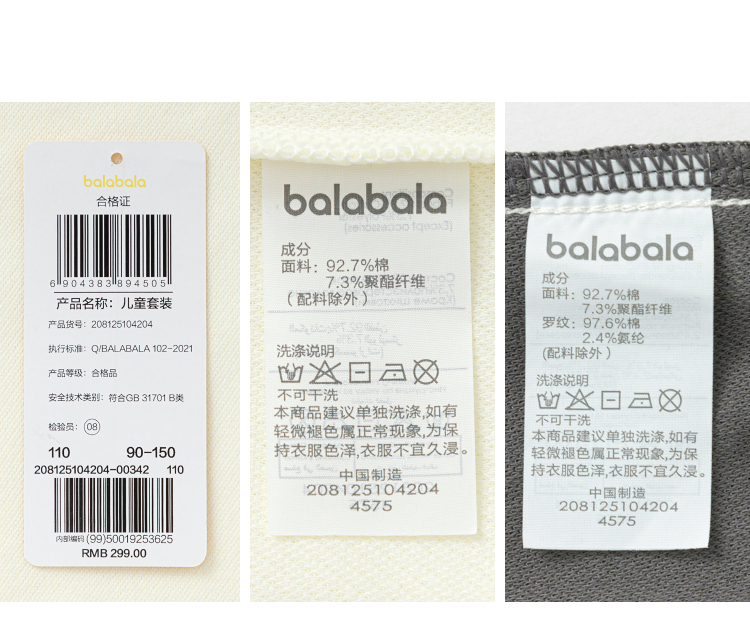 balabala
合格证
6 904383 894505
产品名称：儿童套装
产品货号：208125104204
执行标准：Q/BALABALA 102-2021
产品等级：合格品
安全技术类别：符合GB 31701 B类
检验员：08
110 90-150
208125104204-00342 110
内部编码 (99)50019253625
RMB 299.00
balabala
(Except accessories)
成分
面料：92.7%棉
7.3%聚酯纤维
（配料除外）
洗涤说明
不可干洗
本商品建议单独洗涤,如有
轻微褪色属正常现象,为保
持衣服色泽,衣服不宜久浸。
中国制造
208125104204
4575
balabala
成分
面料：92.7%棉
7.3%聚酯纤维
罗纹：97.6%棉
2.4%氨纶
(配料除外）
洗涤说明
不可干洗
本商品建议单独洗涤,如有
轻微褪色属正常现象,为保
持衣服色泽,衣服不宜久浸。
中国制造
208125104204
4575